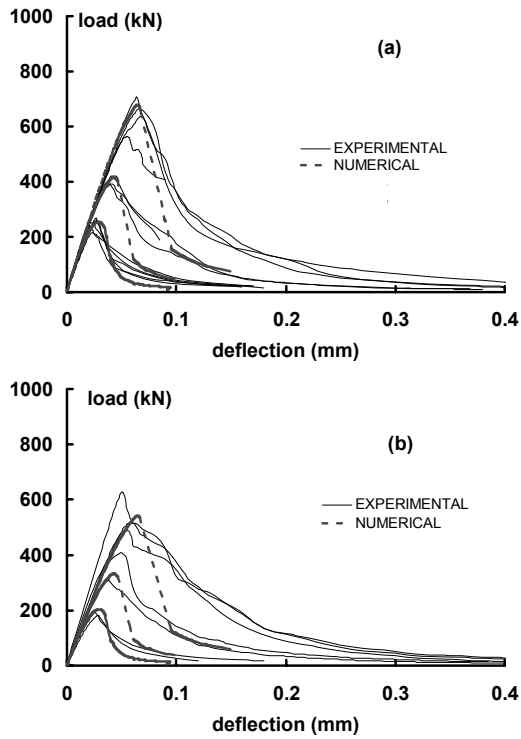 load (kN)
1000
(a)
800
600
EXPERIMENTAL
NUMERICAL
400
200
0
0 0.1 0.2 0.3 0.4
deflection (mm)
1000
load (kN)
800
(b)
600
EXPERIMENTAL
NUMERICAL
400
200
0
0 0.1 0.2 0.3 0.4
deflection (mm)